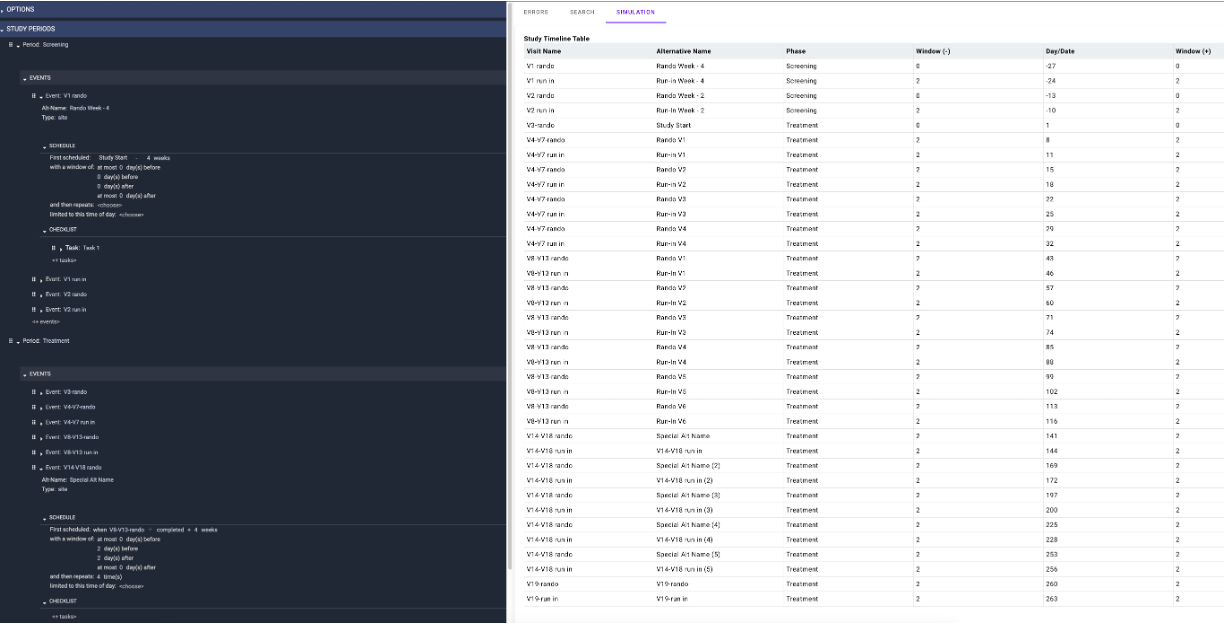 OPTIONS
STUDY PERIODS
Period: Screening
EVENTS
Event: V1 rando
Alt-Name: Rando Week - 4
Type: site
SCHEDULE
First scheduled: Study Start - 4 weeks
with a window of: at most 0 day(s) before
0 day(s) before
0 day(s) after
at most 0 day(s) after
and then repeats: <choose>
limited to this time of day: <choose>
CHECKLIST
Task: Task 1
<+ tasks>
Event: V1 run in
Event: V2 rando
Event: V2 run in
<+ events>
Period: Treatment
EVENTS
Event: V3-rando
Event: V4-V7-rando
Event: V4-V7 run in
Event: V8-V13-rando
Event: V8-V13 run in
Event: V14-V18 rando
Alt-Name: Special Alt Name
Type: site
SCHEDULE
First scheduled: when V8-V13-rando - completed + 4 weeks
with a window of: at most 0 day(s) before
2 day(s) before
2 day(s) after
at most 0 day(s) after
and then repeats: 4 time(s)
limited to this time of day: <choose>
CHECKLIST
<+ tasks>
ERRORS SEARCH SIMULATION
Study Timeline Table
Visit Name Alternative Name Phase Window (-) Day/Date Window (+)
V1 rando Rando Week - 4 Screening 0 -27 0
V1 run in Run-in Week - 4 Screening 2 -24 2
V2 rando Rando Week - 2 Screening 0 -13 0
V2 run in Run-In Week - 2 Screening 2 -10 2
V3-rando Study Start Treatment 0 1 0
V4-V7-rando Rando V1 Treatment 2 8 2
V4-V7 run in Run-in V1 Treatment 2 11 2
V4-V7-rando Rando V2 Treatment 2 15 2
V4-V7 run in Run-in V2 Treatment 2 18 2
V4-V7-rando Rando V3 Treatment 2 22 2
V4-V7 run in Run-in V3 Treatment 2 25 2
V4-V7-rando Rando V4 Treatment 2 29 2
V4-V7 run in Run-in V4 Treatment 2 32 2
V8-V13-rando Rando V1 Treatment 2 43 2
V8-V13 run in Run-In V1 Treatment 2 46 2
V8-V13-rando Rando V2 Treatment 2 57 2
V8-V13 run in Run-In V2 Treatment 2 60 2
V8-V13-rando Rando V3 Treatment 2 71 2
V8-V13 run in Run-In V3 Treatment 2 74 2
V8-V13-rando Rando V4 Treatment 2 85 2
V8-V13 run in Run-In V4 Treatment 2 88 2
V8-V13-rando Rando V5 Treatment 2 99 2
V8-V13 run in Run-In V5 Treatment 2 102 2
V8-V13-rando Rando V6 Treatment 2 113 2
V8-V13 run in Run-In V6 Treatment 2 116 2
V14-V18 rando Special Alt Name Treatment 2 141 2
V14-V18 run in V14-V18 run in Treatment 2 144 2
V14-V18 rando Special Alt Name (2) Treatment 2 169 2
V14-V18 run in V14-V18 run in (2) Treatment 2 172 2
V14-V18 rando Special Alt Name (3) Treatment 2 197 2
V14-V18 run in V14-V18 run in (3) Treatment 2 200 2
V14-V18 rando Special Alt Name (4) Treatment 2 225 2
V14-V18 run in V14-V18 run in (4) Treatment 2 228 2
V14-V18 rando Special Alt Name (5) Treatment 2 253 2
V14-V18 run in V14-V18 run in (5) Treatment 2 256 2
V19-rando V19-rando Treatment 2 260 2
V19-run in V19-run in Treatment 2 263 2